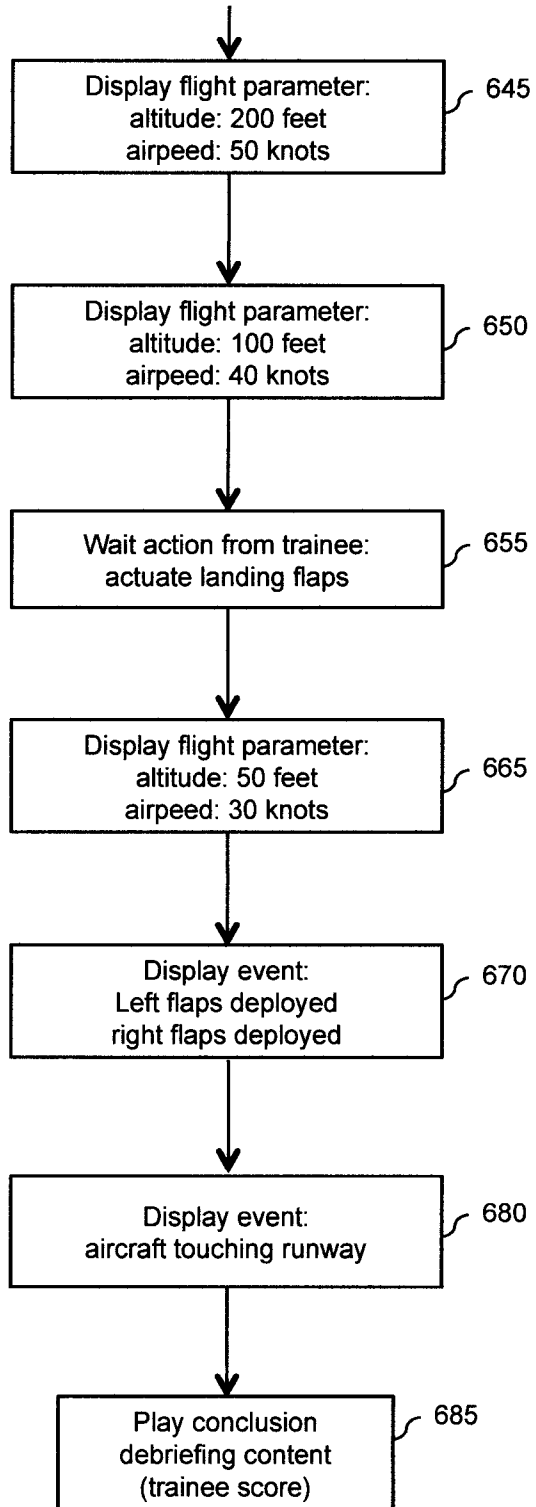 Display flight parameter:
altitude: 200 feet
airpeed: 50 knots
645
Display flight parameter:
altitude: 100 feet
airpeed: 40 knots
650
Wait action from trainee:
actuate landing flaps
655
Display flight parameter:
altitude: 50 feet
airpeed: 30 knots
665
Display event:
Left flaps deployed
right flaps deployed
670
Display event:
aircraft touching runway
680
Play conclusion
debriefing content
(trainee score)
685